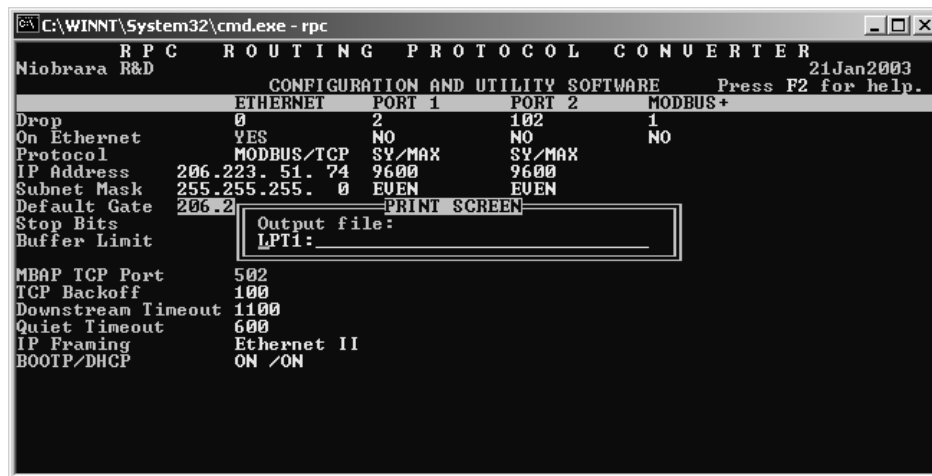 C:\WINNT\System32\cmd.exe - rpc
R P C   R O U T I N G   P R O T O C O L   C O N V E R T E R
Niobrara R&D   21Jan2003
CONFIGURATION AND UTILITY SOFTWARE   Press F2 for help.
ETHERNET   PORT 1   PORT 2   MODBUS+
Drop   0   2   102   1
On Ethernet   YES   NO   NO   NO
Protocol   MODBUS/TCP   SY/MAX   SY/MAX
IP Address   206.223. 51. 74   9600   9600
Subnet Mask   255.255.255.  0   EVEN   EVEN
Default Gate   206.2   PRINT SCREEN
Stop Bits   Output file:
Buffer Limit   LPT1:
MBAP TCP Port   502
TCP Backoff   100
Downstream Timeout   1100
Quiet Timeout   600
IP Framing   Ethernet II
BOOTP/DHCP   ON /ON